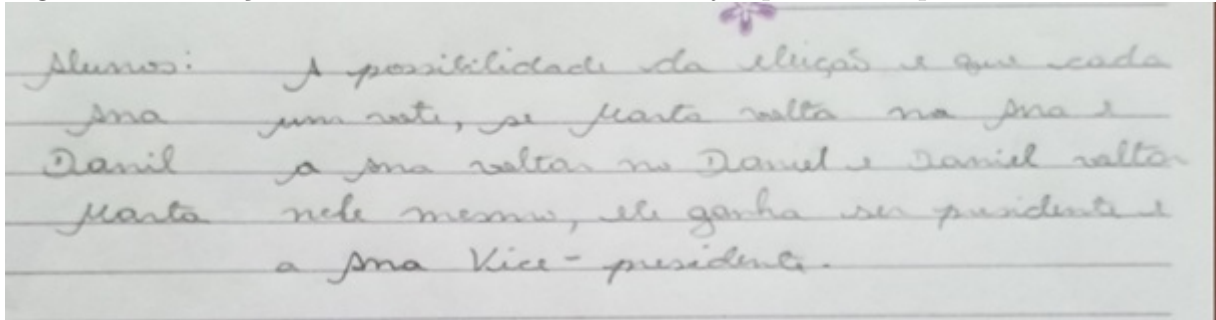 Alunos: A possibilidade da eleição e que cada
Ana um vote, se Marta volta na Ana e
Danil a Ana voltar no Daniel e Daniel voltar
Marta nele mesmo, ele ganha ser presidente e
a Ana Vice-presidente.